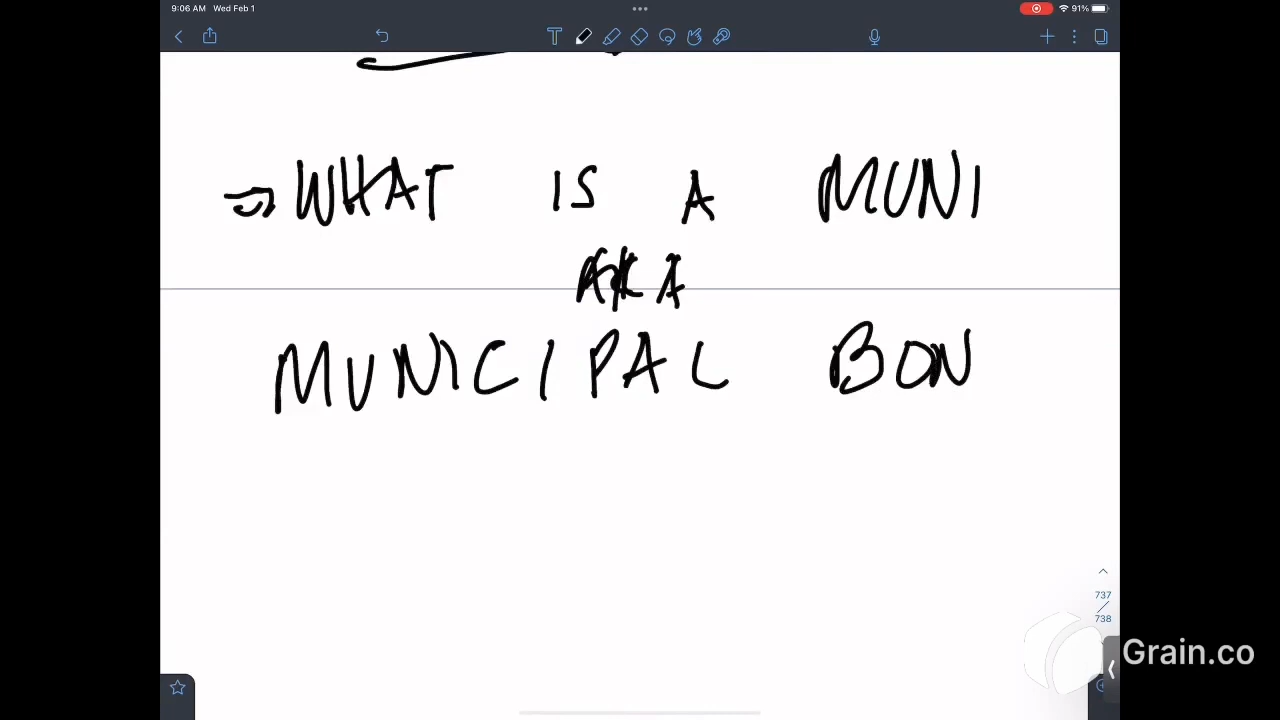 9:06 AM Wed Feb 1
91%
WHAT IS A MUNI
AKA
MUNICIPAL BON
737
738
Grain.co